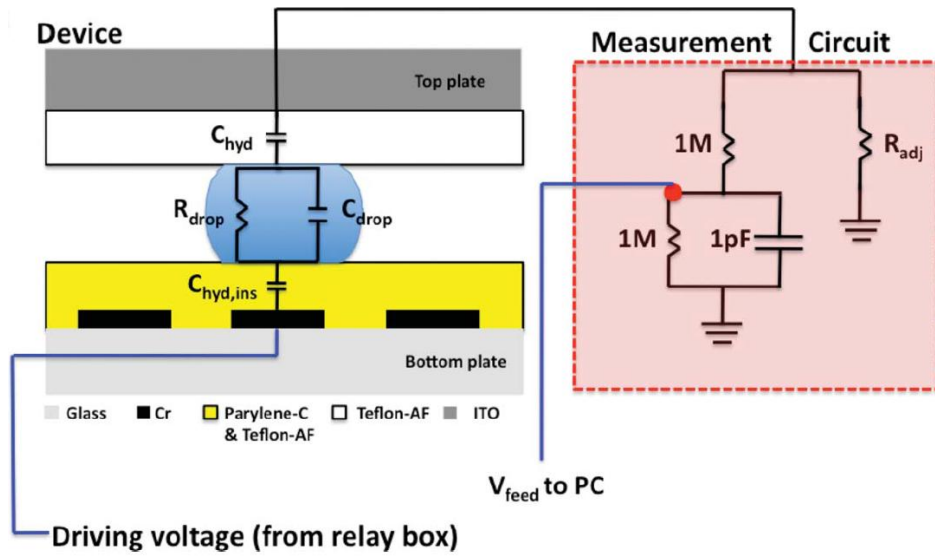 Device
Measurement Circuit
Top plate
C_hyd
1M
R_adj
R_drop
C_drop
1M
1pF
C_hyd,ins
Bottom plate
Glass
Cr
Parylene-C
& Teflon-AF
Teflon-AF
ITO
V_feed to PC
Driving voltage (from relay box)